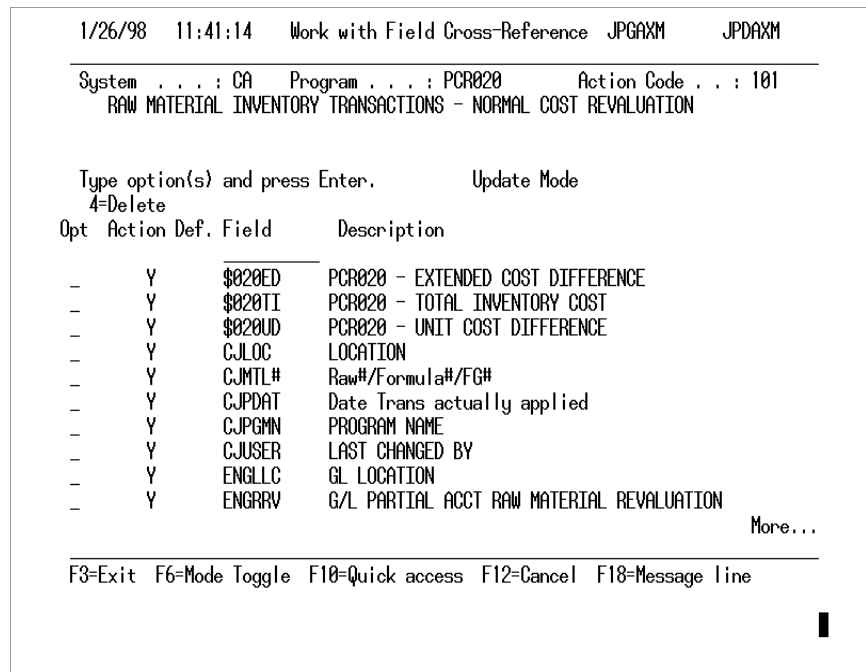 1/26/98 11:41:14 Work with Field Cross-Reference JPGAXM JPDAXM
System . . . : CA Program . . . : PCR020 Action Code . . : 101
RAW MATERIAL INVENTORY TRANSACTIONS - NORMAL COST REVALUATION
Type option(s) and press Enter. Update Mode
4=Delete
Opt Action Def. Field Description
_ Y $020ED PCR020 - EXTENDED COST DIFFERENCE
_ Y $020TI PCR020 - TOTAL INVENTORY COST
_ Y $020UD PCR020 - UNIT COST DIFFERENCE
_ Y CJLOC LOCATION
_ Y CJMTL# Raw#/Formula#/FG#
_ Y CJPDAT Date Trans actually applied
_ Y CJPGMN PROGRAM NAME
_ Y CJUSER LAST CHANGED BY
_ Y ENGLLC GL LOCATION
_ Y ENGRRV G/L PARTIAL ACCT RAW MATERIAL REVALUATION
More...
F3=Exit F6=Mode Toggle F10=Quick access F12=Cancel F18=Message line